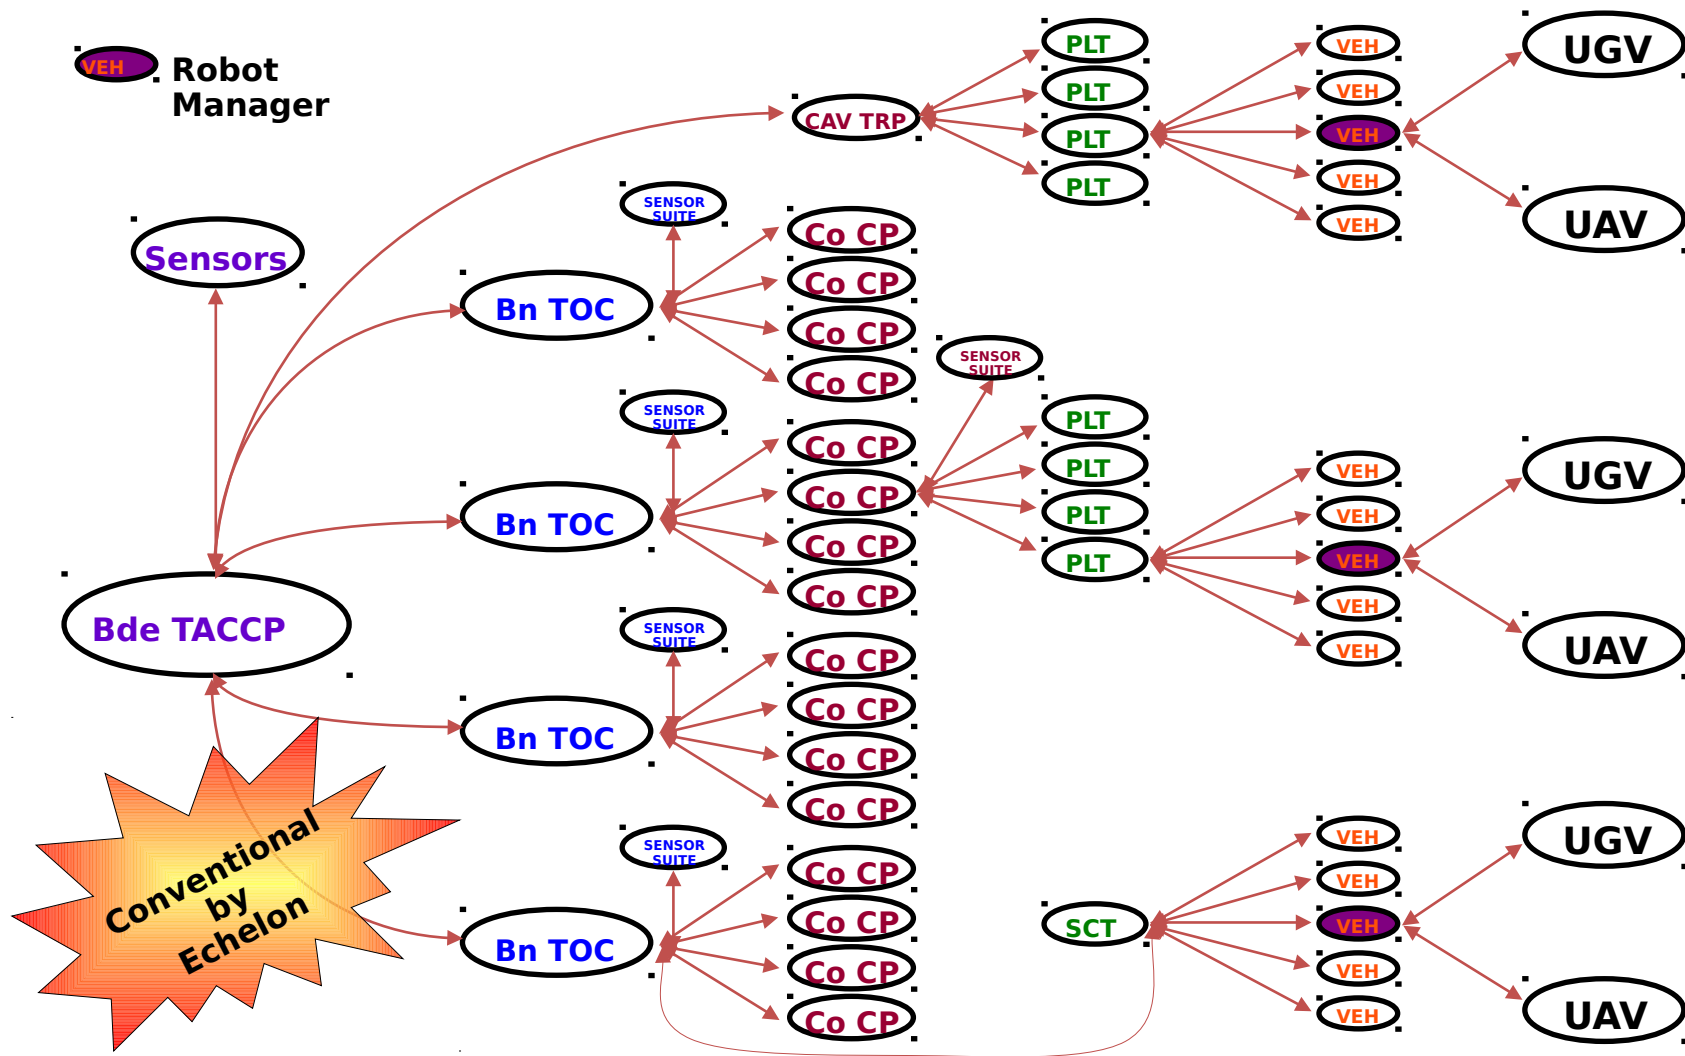 VEH
Robot
Manager
Sensors
Bde TACCP
Conventional
by
Echelon
CAV TRP
PLT
PLT
PLT
PLT
VEH
VEH
VEH
VEH
VEH
UGV
UAV
SENSOR
SUITE
Bn TOC
Co CP
Co CP
Co CP
Co CP
SENSOR
SUITE
Bn TOC
Co CP
Co CP
Co CP
Co CP
SENSOR
SUITE
PLT
PLT
PLT
PLT
VEH
VEH
VEH
VEH
VEH
UGV
UAV
SENSOR
SUITE
Bn TOC
Co CP
Co CP
Co CP
Co CP
SENSOR
SUITE
Bn TOC
Co CP
Co CP
Co CP
Co CP
SCT
VEH
VEH
VEH
VEH
VEH
UGV
UAV